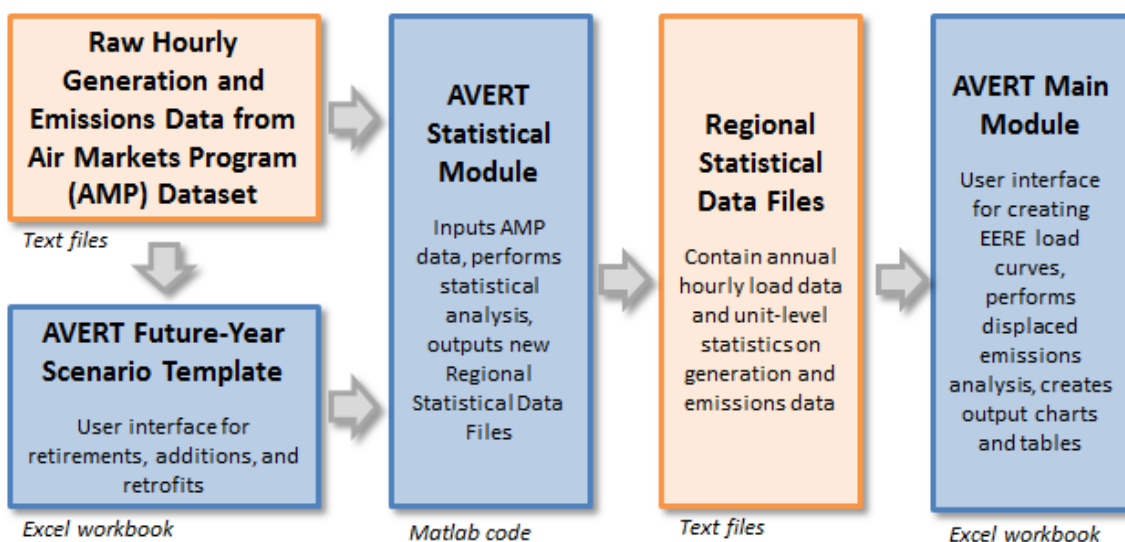 Raw Hourly
Generation and
Emissions Data from
Air Markets Program
(AMP) Dataset
Text files
AVERT Future-Year
Scenario Template
User interface for
retirements, additions, and
retrofits
Excel workbook
AVERT
Statistical
Module
Inputs AMP
data, performs
statistical
analysis,
outputs new
Regional
Statistical Data
Files
Matlab code
Regional
Statistical
Data Files
Contain annual
hourly load data
and unit-level
statistics on
generation and
emissions data
Text files
AVERT Main
Module
User interface
for creating
EERE load
curves,
performs
displaced
emissions
analysis, creates
output charts
and tables
Excel workbook